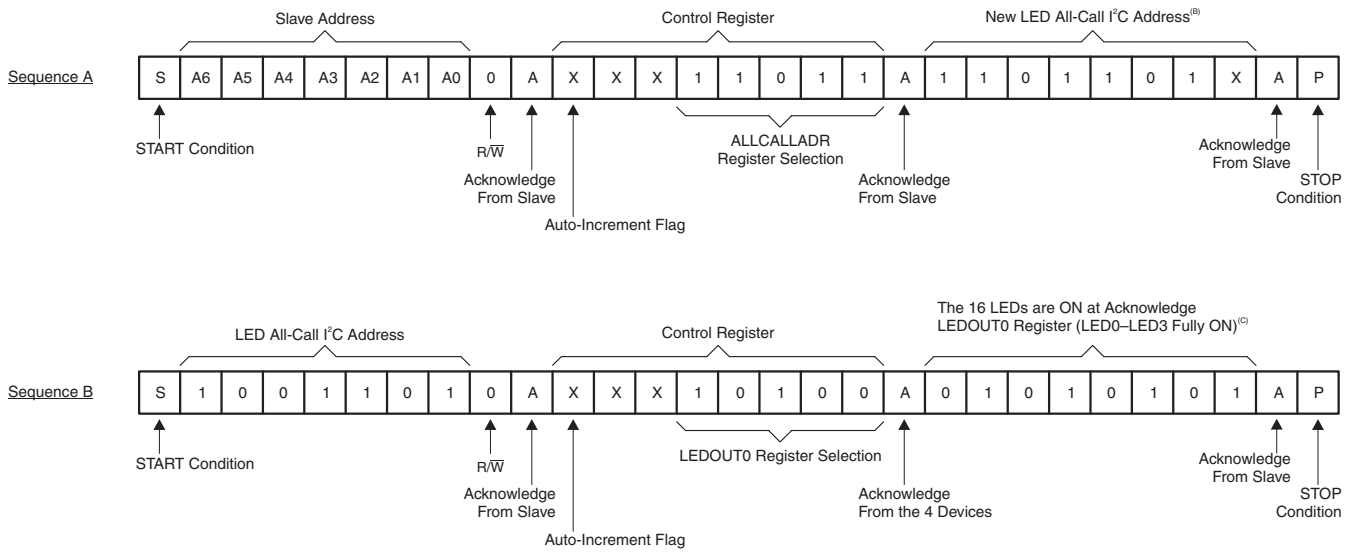 Slave Address
Control Register
New LED All-Call I²C Address(B)
Sequence A
S A6 A5 A4 A3 A2 A1 A0 0 A X X X 1 1 0 1 1 A 1 1 0 1 1 0 1 X A P
START Condition
R/W̅
Acknowledge
From Slave
Auto-Increment Flag
ALLCALLADR
Register Selection
Acknowledge
From Slave
Acknowledge
From Slave
STOP
Condition
LED All-Call I²C Address
Control Register
The 16 LEDs are ON at Acknowledge
LEDOUT0 Register (LED0–LED3 Fully ON)(C)
Sequence B
S 1 0 0 1 1 0 1 0 A X X X 1 0 1 0 0 A 0 1 0 1 0 1 0 1 A P
START Condition
R/W̅
Acknowledge
From Slave
Auto-Increment Flag
LEDOUT0 Register Selection
Acknowledge
From the 4 Devices
Acknowledge
From Slave
STOP
Condition